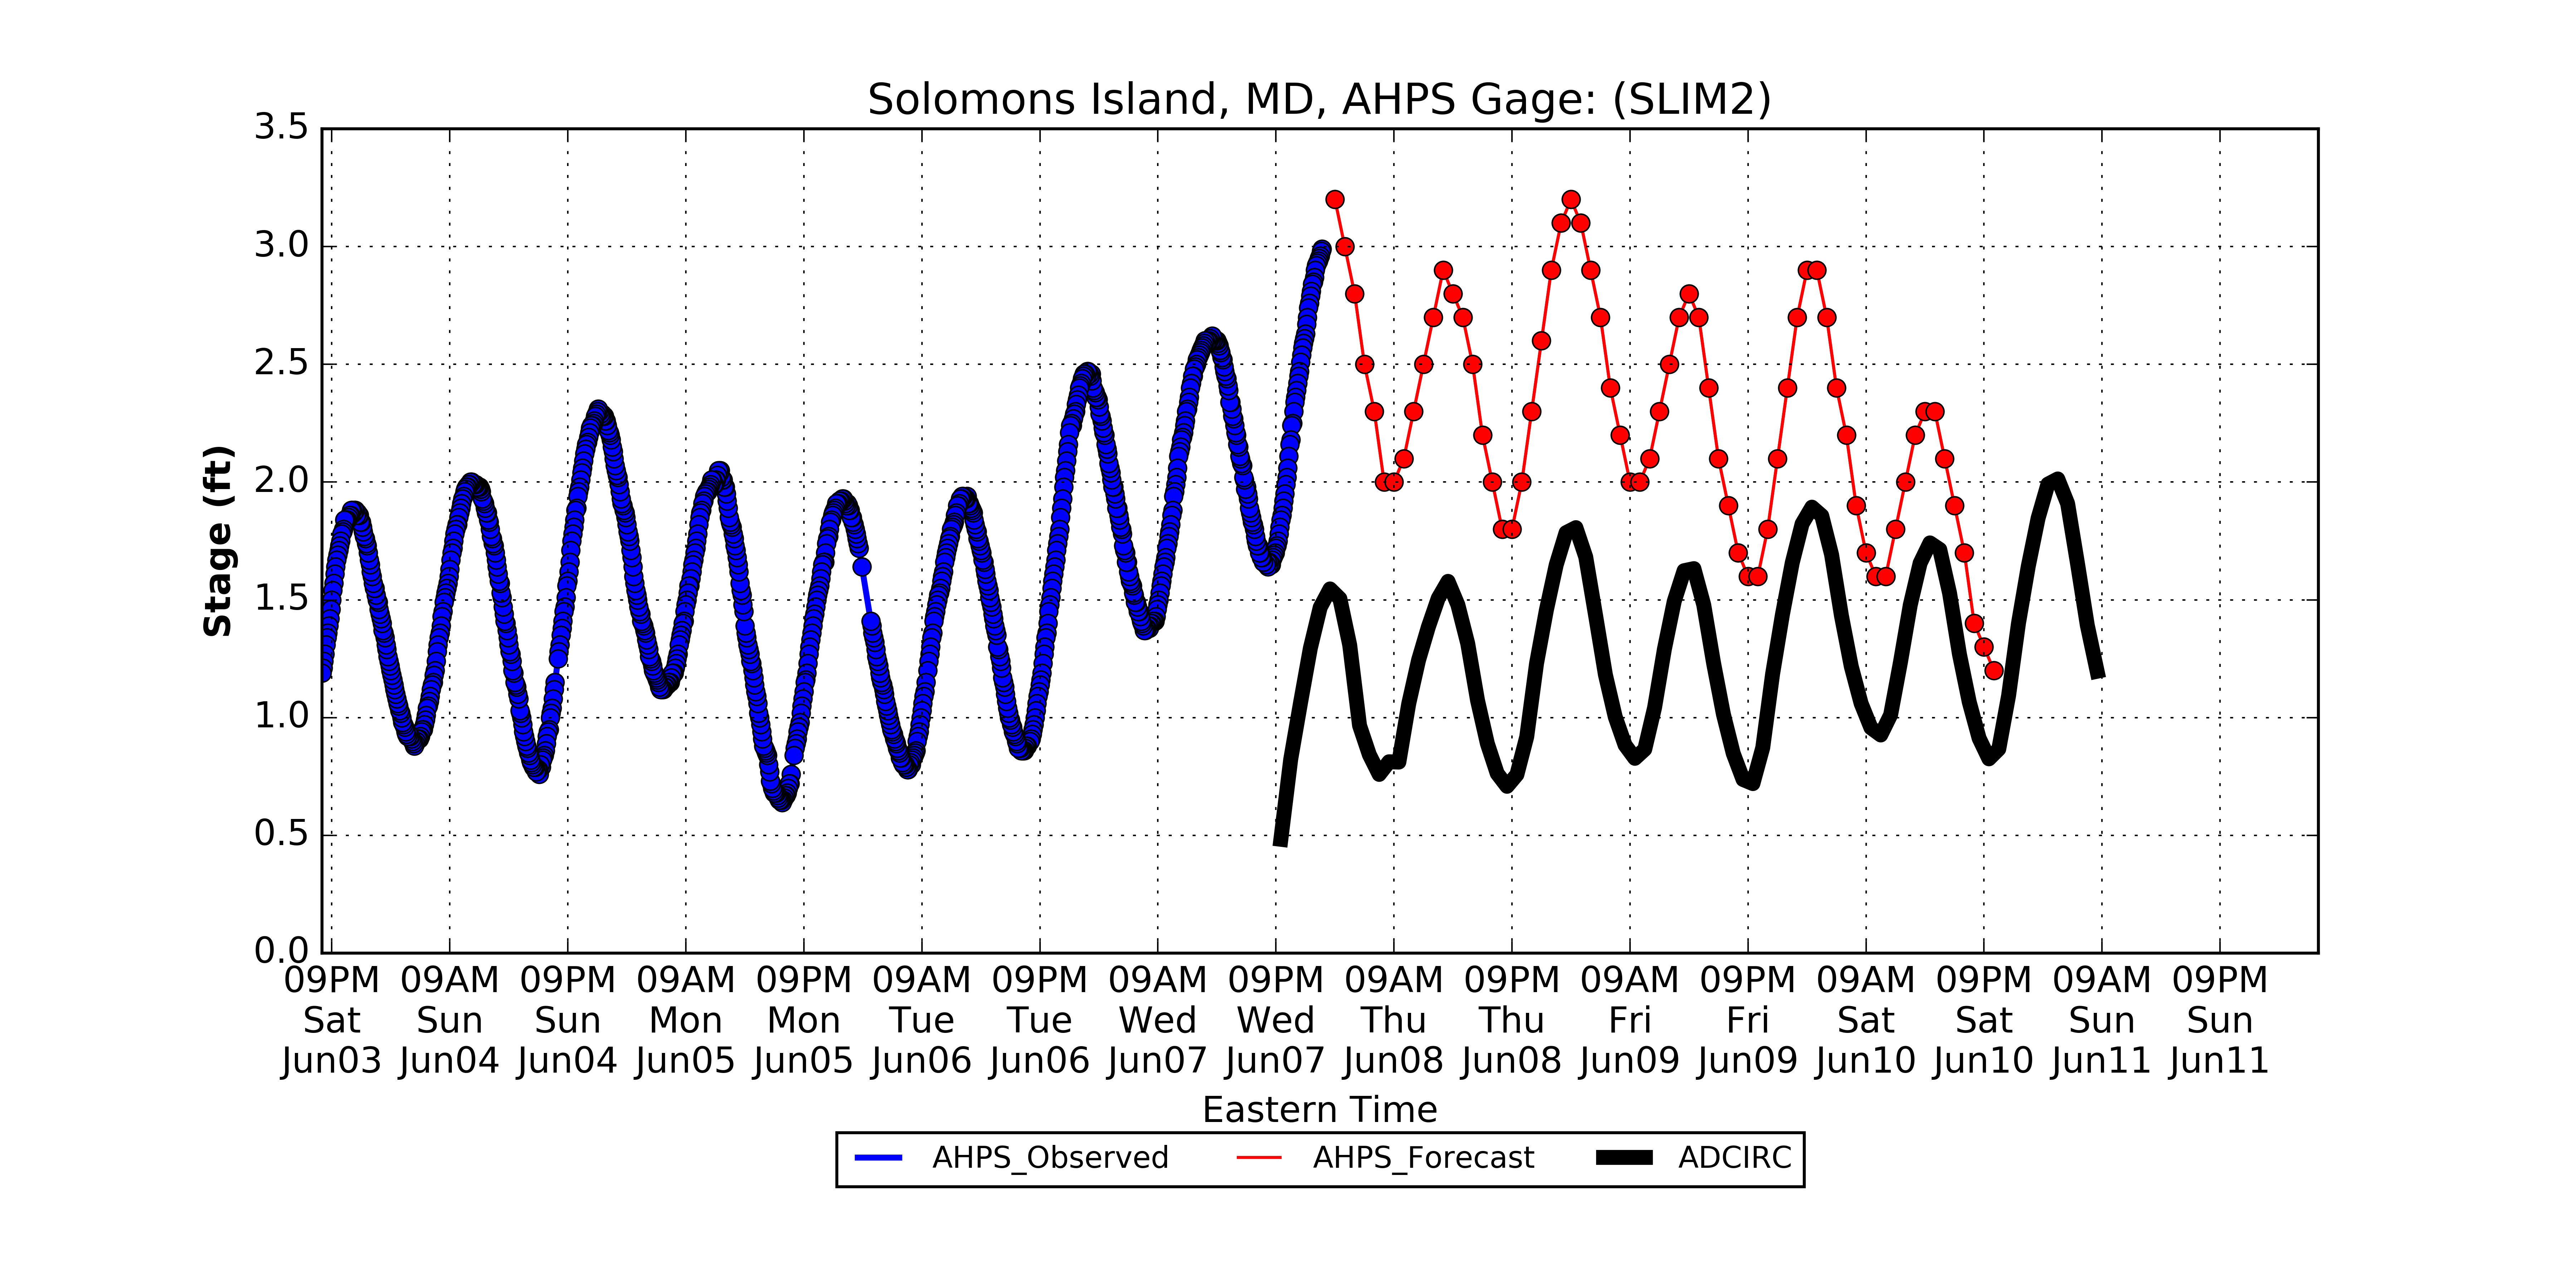 Solomons Island, MD, AHPS Gage: (SLIM2)
3.5
3.0
2.5
2.0
1.5
1.0
0.5
0.0
Stage (ft)
09PM 09AM 09PM 09AM 09PM 09AM 09PM 09AM 09PM 09AM 09PM 09AM 09PM 09AM 09PM 09AM 09PM
Sat Sun Sun Mon Mon Tue Tue Wed Wed Thu Thu Fri Fri Sat Sat Sun Sun
Jun03 Jun04 Jun04 Jun05 Jun05 Jun06 Jun06 Jun07 Jun07 Jun08 Jun08 Jun09 Jun09 Jun10 Jun10 Jun11 Jun11
Eastern Time
AHPS_Observed AHPS_Forecast ADCIRC